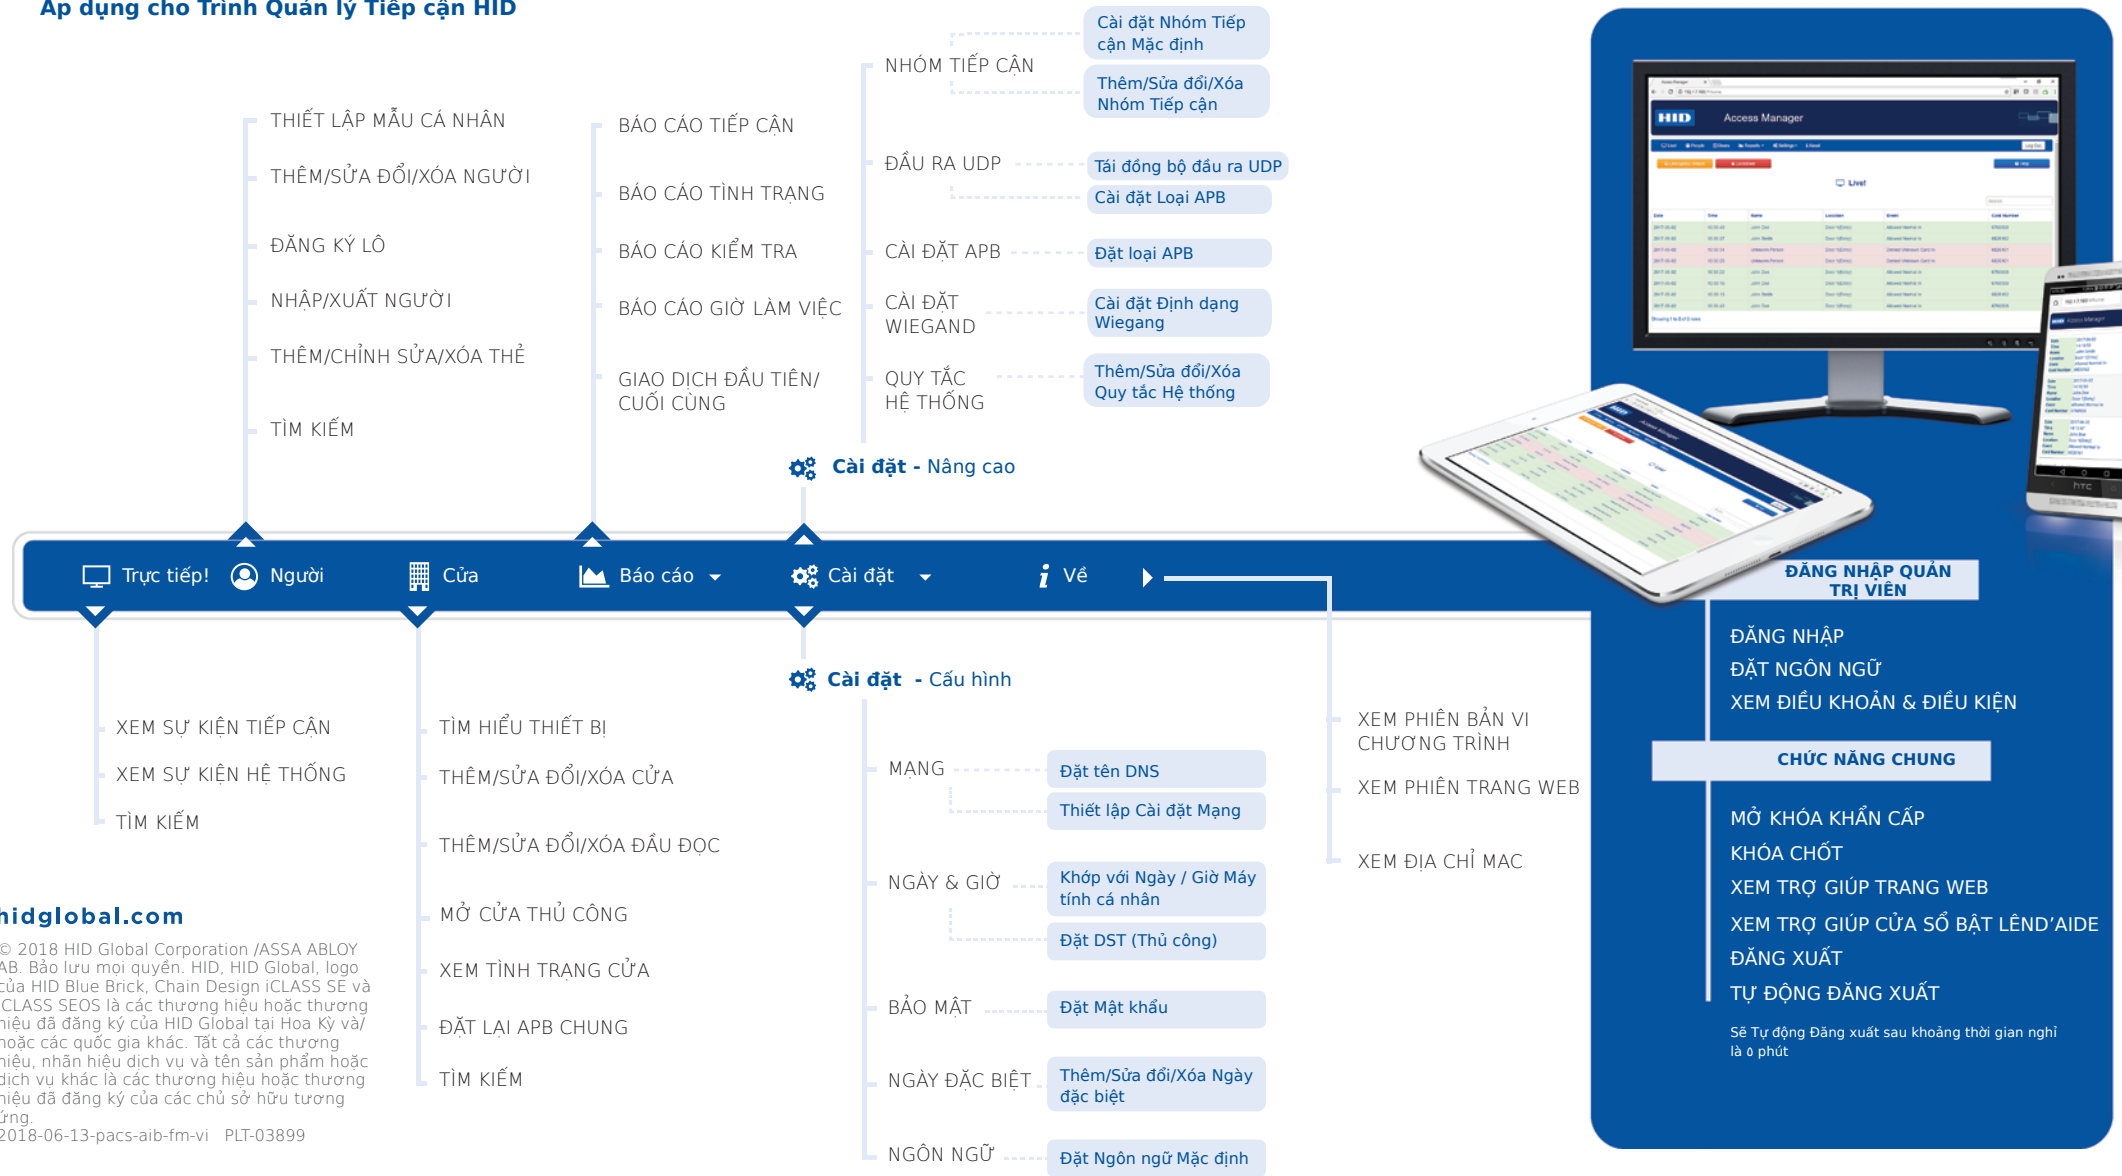 Áp dụng cho Trình Quản lý Tiếp cận HID
THIẾT LẬP MẪU CÁ NHÂN
THÊM/SỬA ĐỔI/XÓA NGƯỜI
ĐĂNG KÝ LÔ
NHẬP/XUẤT NGƯỜI
THÊM/CHỈNH SỬA/XÓA THẺ
TÌM KIẾM
BÁO CÁO TIẾP CẬN
BÁO CÁO TÌNH TRẠNG
BÁO CÁO KIỂM TRA
BÁO CÁO GIỜ LÀM VIỆC
GIAO DỊCH ĐẦU TIÊN/
CUỐI CÙNG
NHÓM TIẾP CẬN
Cài đặt Nhóm Tiếp
cận Mặc định
Thêm/Sửa đổi/Xóa
Nhóm Tiếp cận
ĐẦU RA UDP
Tái đồng bộ đầu ra UDP
Cài đặt Loại APB
CÀI ĐẶT APB
Đặt loại APB
CÀI ĐẶT
WIEGAND
Cài đặt Định dạng
Wiegang
QUY TẮC
HỆ THỐNG
Thêm/Sửa đổi/Xóa
Quy tắc Hệ thống
Cài đặt - Nâng cao
Trực tiếp!
Người
Cửa
Báo cáo
Cài đặt
i Về
Cài đặt - Cấu hình
XEM SỰ KIỆN TIẾP CẬN
XEM SỰ KIỆN HỆ THỐNG
TÌM KIẾM
TÌM HIỂU THIẾT BỊ
THÊM/SỬA ĐỔI/XÓA CỬA
THÊM/SỬA ĐỔI/XÓA ĐẦU ĐỌC
MỞ CỬA THỦ CÔNG
XEM TÌNH TRẠNG CỬA
ĐẶT LẠI APB CHUNG
TÌM KIẾM
MẠNG
Đặt tên DNS
Thiết lập Cài đặt Mạng
NGÀY & GIỜ
Khớp với Ngày / Giờ Máy
tính cá nhân
Đặt DST (Thủ công)
BẢO MẬT
Đặt Mật khẩu
NGÀY ĐẶC BIỆT
Thêm/Sửa đổi/Xóa Ngày
đặc biệt
NGÔN NGỮ
Đặt Ngôn ngữ Mặc định
XEM PHIÊN BẢN VI
CHƯƠNG TRÌNH
XEM PHIÊN TRANG WEB
XEM ĐỊA CHỈ MAC
HID Access Manager
Live!
ĐĂNG NHẬP QUẢN
TRỊ VIÊN
ĐĂNG NHẬP
ĐẶT NGÔN NGỮ
XEM ĐIỀU KHOẢN & ĐIỀU KIỆN
CHỨC NĂNG CHUNG
MỞ KHÓA KHẨN CẤP
KHÓA CHỐT
XEM TRỢ GIÚP TRANG WEB
XEM TRỢ GIÚP CỬA SỔ BẬT LÊND’AIDE
ĐĂNG XUẤT
TỰ ĐỘNG ĐĂNG XUẤT
Sẽ Tự động Đăng xuất sau khoảng thời gian nghỉ
là ٥ phút
hidglobal.com
© 2018 HID Global Corporation /ASSA ABLOY
AB. Bảo lưu mọi quyền. HID, HID Global, logo
của HID Blue Brick, Chain Design iCLASS SE và
iCLASS SEOS là các thương hiệu hoặc thương
hiệu đã đăng ký của HID Global tại Hoa Kỳ và/
hoặc các quốc gia khác. Tất cả các thương
hiệu, nhãn hiệu dịch vụ và tên sản phẩm hoặc
dịch vụ khác là các thương hiệu hoặc thương
hiệu đã đăng ký của các chủ sở hữu tương
ứng.
2018-06-13-pacs-aib-fm-vi PLT-03899